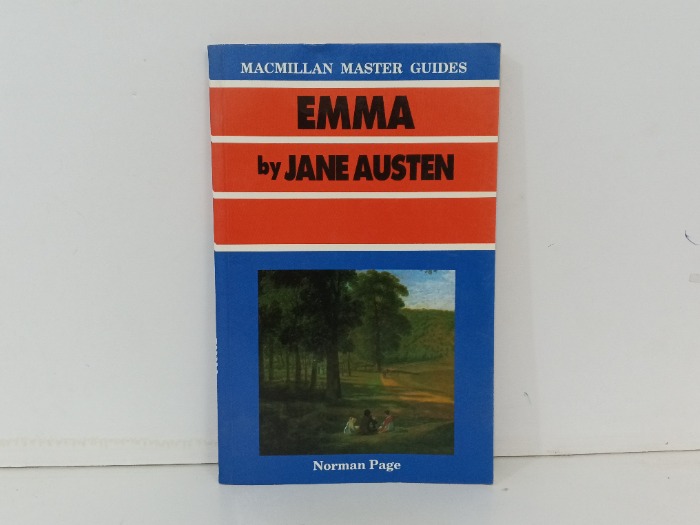 MACMILLAN MASTER GUIDES
EMMA
by JANE AUSTEN
Norman Page